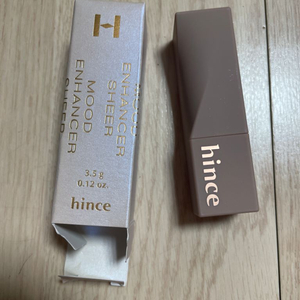 H
MOOD
ENHANCER
SHEER
MOOD
ENHANCER
SHEER
3.5 g
0.12 oz.
hince
hince